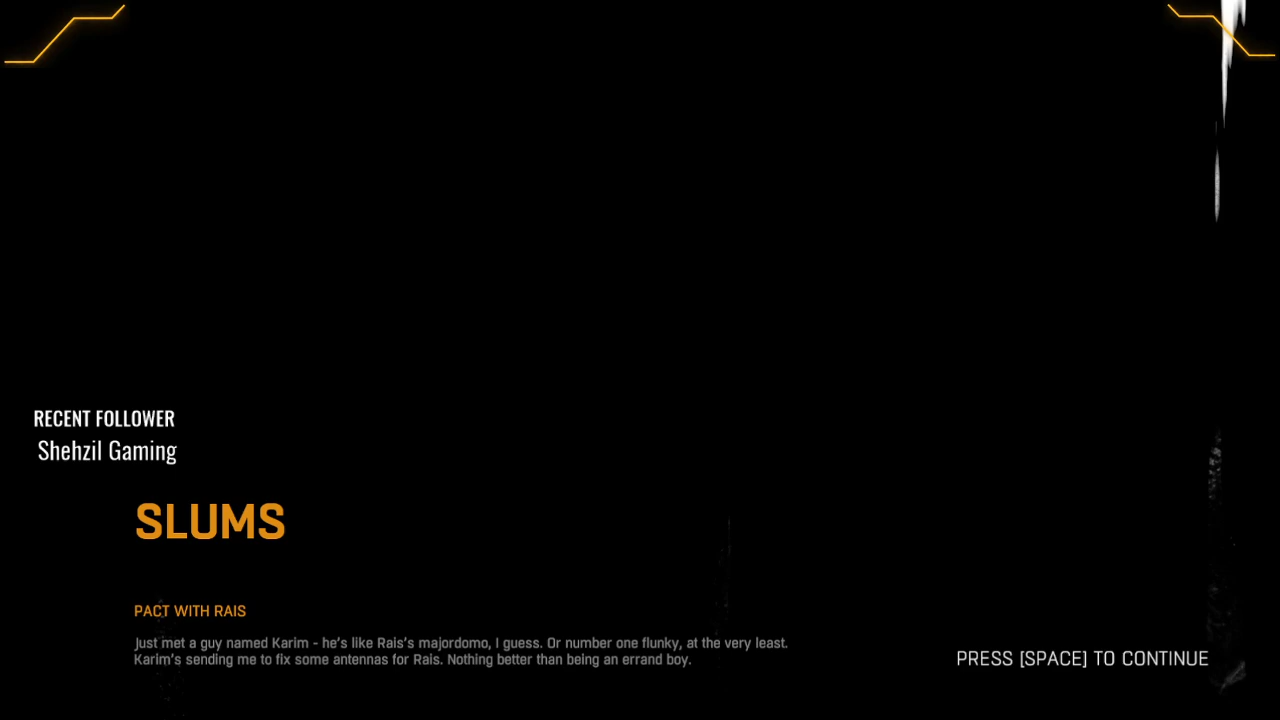 RECENT FOLLOWER
Shehzil Gaming
SLUMS
PACT WITH RAIS
Just met a guy named Karim - he's like Rais's majordomo, I guess. Or number one flunky, at the very least.
Karim's sending me to fix some antennas for Rais. Nothing better than being an errand boy.
PRESS [SPACE] TO CONTINUE